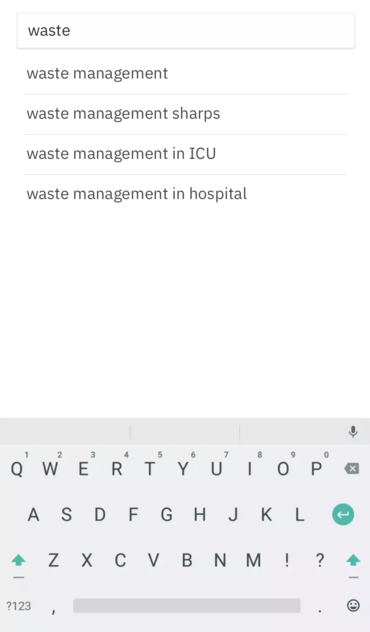 waste
waste management
waste management sharps
waste management in ICU
waste management in hospital
1 2 3 4 5 6 7 8 9 0
Q W E R T Y U I O P
A S D F G H J K L
Z X C V B N M ! ?
?123 , .